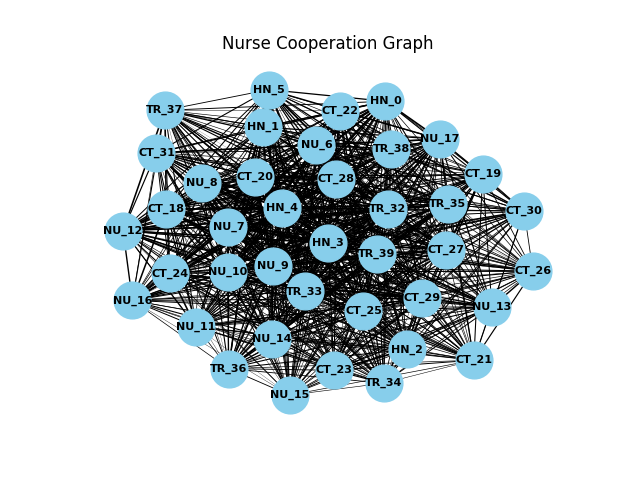 Nurse Cooperation Graph
HN_5
HN_0
TR_37
CT_22
HN_1
NU_17
NU_6
TR_38
CT_31
CT_19
CT_20
CT_28
NU_8
TR_35
HN_4
TR_32
CT_18
CT_30
NU_7
NU_12
HN_3
CT_27
TR_39
NU_9
NU_10
CT_24
CT_26
TR_33
CT_29
NU_16
NU_13
CT_25
NU_11
NU_14
HN_2
CT_21
TR_36
CT_23
TR_34
NU_15